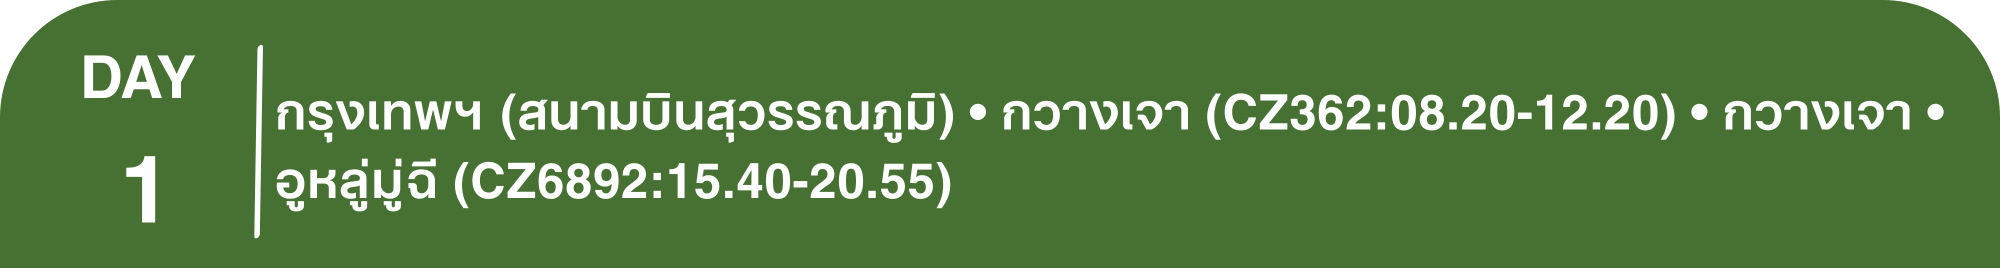 DAY
1
กรุงเทพฯ (สนามบินสุวรรณภูมิ) • กวางเจา (CZ362:08.20-12.20) • กวางเจา •
อูหลู่มู่ฉี (CZ6892:15.40-20.55)